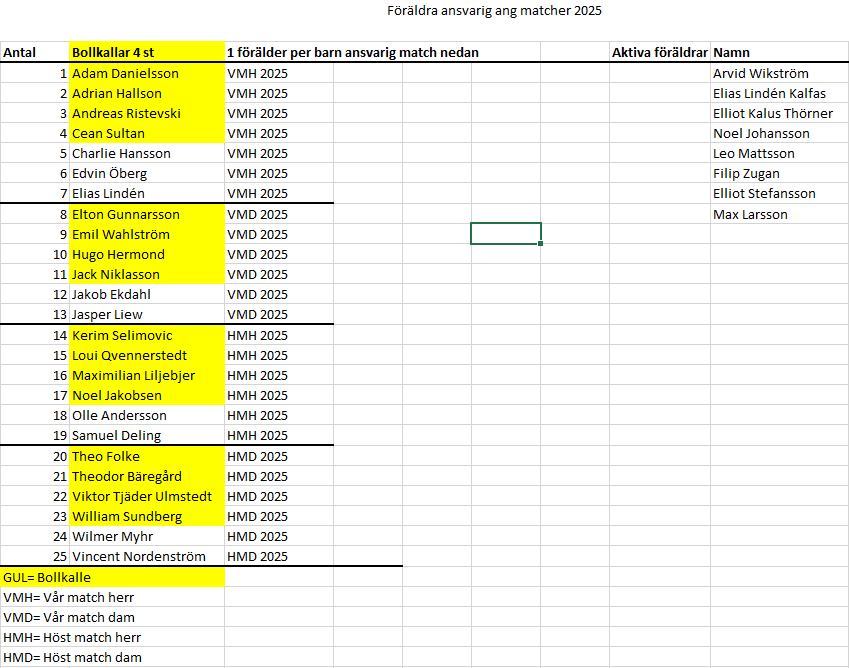 Föräldra ansvarig ang matcher 2025
Antal Bollkallar 4 st 1 förälder per barn ansvarig match nedan Aktiva föräldrar Namn
1 Adam Danielsson VMH 2025 Arvid Wikström
2 Adrian Hallson VMH 2025 Elias Lindén Kalfas
3 Andreas Ristevski VMH 2025 Elliot Kalus Thörner
4 Cean Sultan VMH 2025 Noel Johansson
5 Charlie Hansson VMH 2025 Leo Mattsson
6 Edvin Öberg VMH 2025 Filip Zugan
7 Elias Lindén VMH 2025 Elliot Stefansson
8 Elton Gunnarsson VMD 2025 Max Larsson
9 Emil Wahlström VMD 2025
10 Hugo Hermond VMD 2025
11 Jack Niklasson VMD 2025
12 Jakob Ekdahl VMD 2025
13 Jasper Liew VMD 2025
14 Kerim Selimovic HMH 2025
15 Loui Qvennerstedt HMH 2025
16 Maximilian Liljebjer HMH 2025
17 Noel Jakobsen HMH 2025
18 Olle Andersson HMH 2025
19 Samuel Deling HMH 2025
20 Theo Folke HMD 2025
21 Theodor Bäregård HMD 2025
22 Viktor Tjäder Ulmstedt HMD 2025
23 William Sundberg HMD 2025
24 Wilmer Myhr HMD 2025
25 Vincent Nordenström HMD 2025
GUL= Bollkalle
VMH= Vår match herr
VMD= Vår match dam
HMH= Höst match herr
HMD= Höst match dam